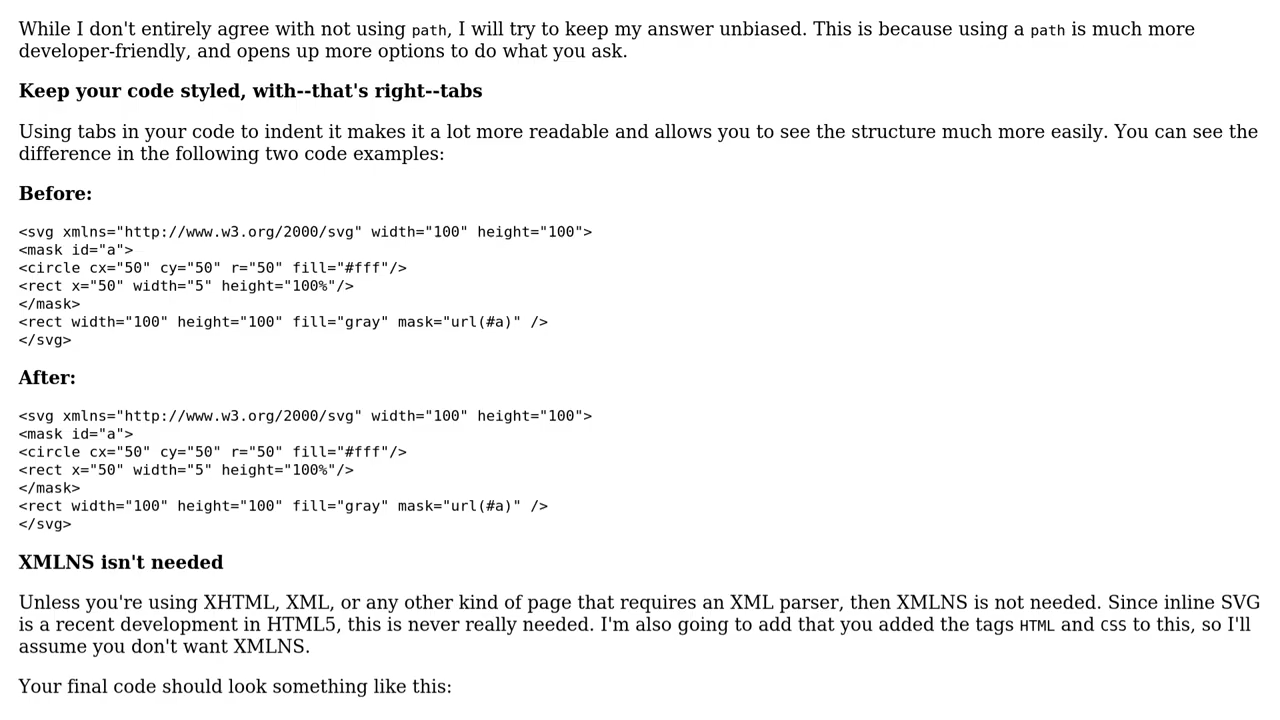 While I don't entirely agree with not using path, I will try to keep my answer unbiased. This is because using a path is much more
developer-friendly, and opens up more options to do what you ask.
Keep your code styled, with--that's right--tabs
Using tabs in your code to indent it makes it a lot more readable and allows you to see the structure much more easily. You can see the
difference in the following two code examples:
Before:
<svg xmlns="http://www.w3.org/2000/svg" width="100" height="100">
<mask id="a">
<circle cx="50" cy="50" r="50" fill="#fff"/>
<rect x="50" width="5" height="100%"/>
</mask>
<rect width="100" height="100" fill="gray" mask="url(#a)" />
</svg>
After:
<svg xmlns="http://www.w3.org/2000/svg" width="100" height="100">
<mask id="a">
<circle cx="50" cy="50" r="50" fill="#fff"/>
<rect x="50" width="5" height="100%"/>
</mask>
<rect width="100" height="100" fill="gray" mask="url(#a)" />
</svg>
XMLNS isn't needed
Unless you're using XHTML, XML, or any other kind of page that requires an XML parser, then XMLNS is not needed. Since inline SVG
is a recent development in HTML5, this is never really needed. I'm also going to add that you added the tags HTML and CSS to this, so I'll
assume you don't want XMLNS.
Your final code should look something like this: